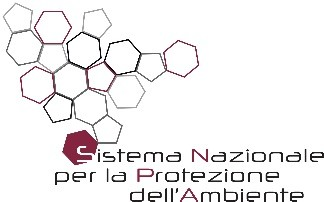 Sistema Nazionale
per la Protezione
dell'Ambiente